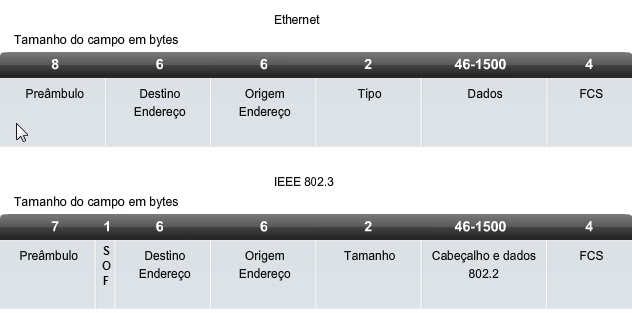 Ethernet
Tamanho do campo em bytes
8 6 6 2 46-1500 4
Preâmbulo Destino Origem Tipo Dados FCS
Endereço Endereço
IEEE 802.3
Tamanho do campo em bytes
7 1 6 6 2 46-1500 4
Preâmbulo S O F Destino Origem Tamanho Cabeçalho e dados FCS
Endereço Endereço 802.2